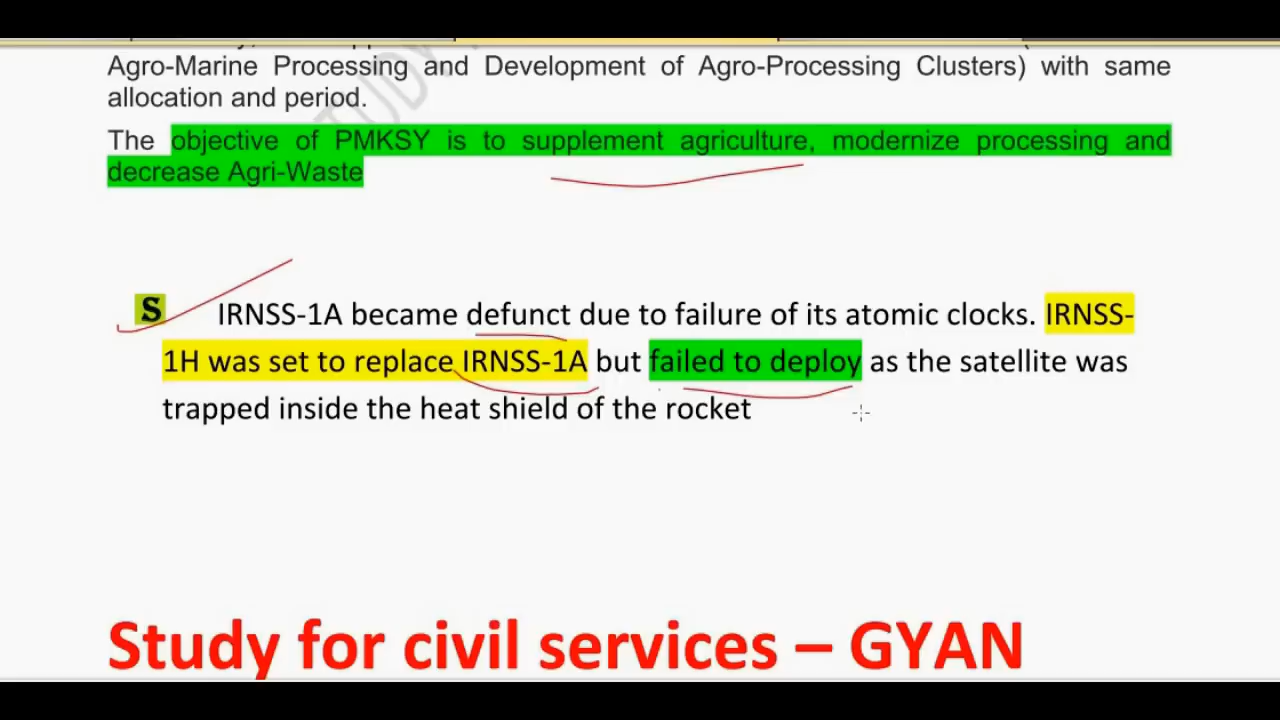 Agro-Marine Processing and Development of Agro-Processing Clusters) with same
allocation and period.
The objective of PMKSY is to supplement agriculture, modernize processing and
decrease Agri-Waste
S IRNSS-1A became defunct due to failure of its atomic clocks. IRNSS-
1H was set to replace IRNSS-1A but failed to deploy as the satellite was
trapped inside the heat shield of the rocket
Study for civil services – GYAN